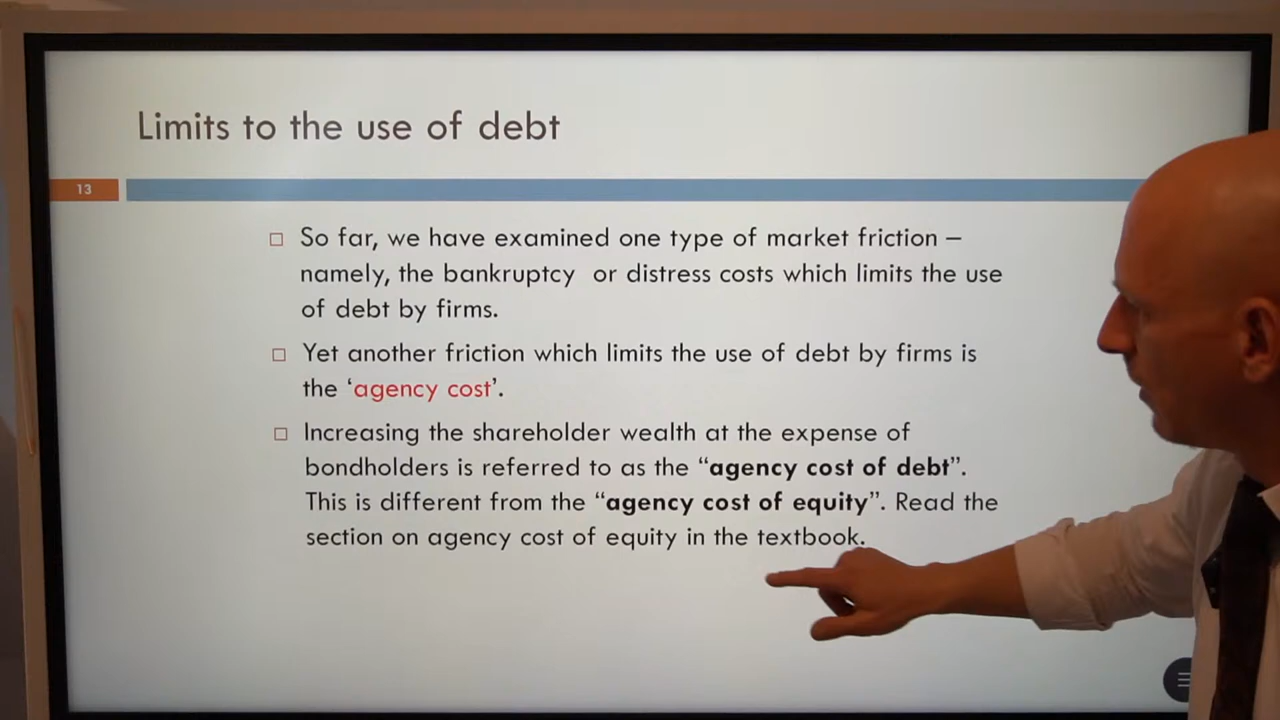 Limits to the use of debt
13
So far, we have examined one type of market friction –
namely, the bankruptcy or distress costs which limits the use
of debt by firms.
Yet another friction which limits the use of debt by firms is
the ‘agency cost’.
Increasing the shareholder wealth at the expense of
bondholders is referred to as the “agency cost of debt”.
This is different from the “agency cost of equity”. Read the
section on agency cost of equity in the textbook.